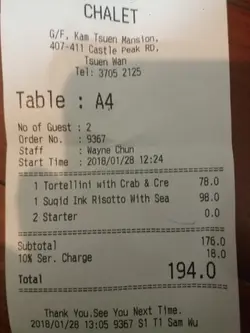 CHALET
G/F, Kam Tsuen Mansion,
407-411 Castle Peak RD,
Tsuen Wan
Tel: 3705 2125
Table : A4
No of Guest : 2
Order No. : 9367
Staff : Wayne Chun
Start Time : 2018/01/28 12:24
1 Tortellini with Crab & Cre 78.0
1 Suqid Ink Risotto With Sea 98.0
2 Starter 0.0
Subtotal 176.0
10% Ser. Charge 18.0
Total 194.0
Thank You.See You Next Time.
2018/01/28 13:05 9367 S1 T1 Sam Wu